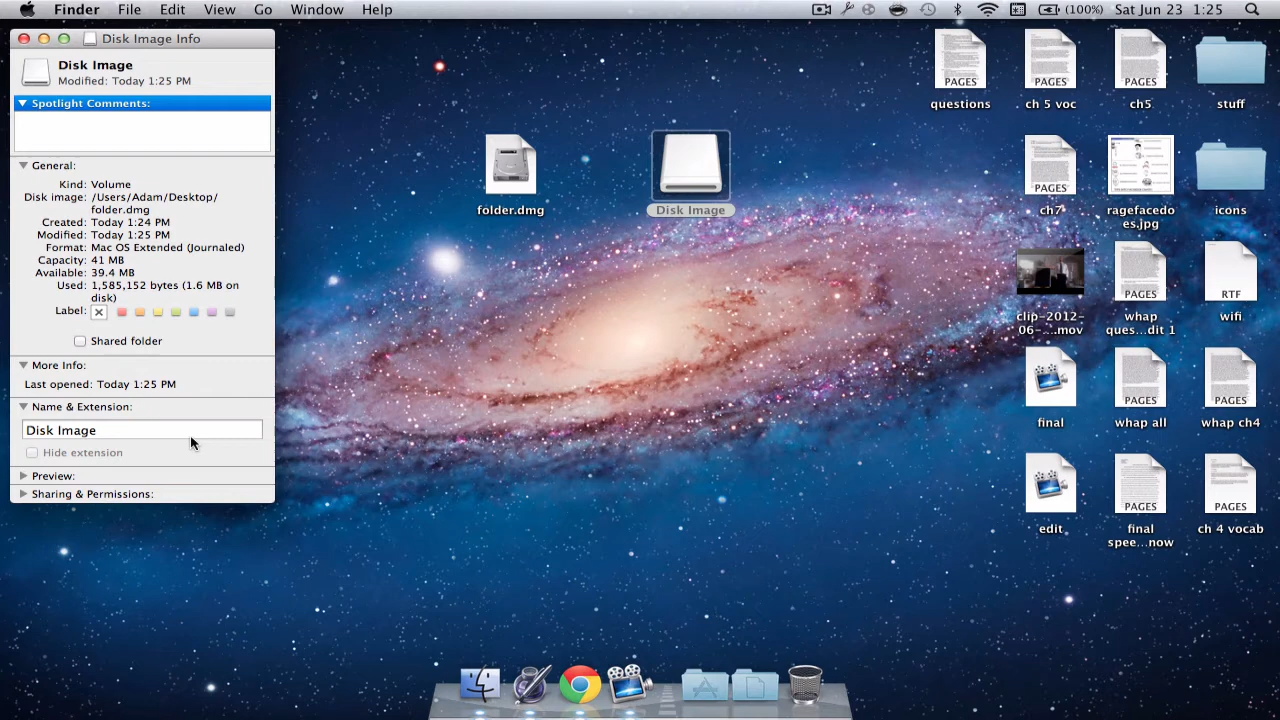 Finder File Edit View Go Window Help (100%) Sat Jun 23 1:25
Disk Image Info
Disk Image
Modified: Today 1:25 PM
Spotlight Comments:
General:
Kind: Volume
Disk image: /Users/Adam/Desktop/
folder.dmg
Created: Today 1:24 PM
Modified: Today 1:25 PM
Format: Mac OS Extended (Journaled)
Capacity: 41 MB
Available: 39.4 MB
Used: 1,585,152 bytes (1.6 MB on
disk)
Label:
Shared folder
More Info:
Last opened: Today 1:25 PM
Name & Extension:
Disk Image
Hide extension
Preview:
Sharing & Permissions:
folder.dmg
Disk Image
PAGES
questions
PAGES
ch 5 voc
PAGES
ch5
stuff
PAGES
ch7
ragefacedo
es.jpg
icons
clip-2012-
06-....mov
PAGES
whap
ques...dit 1
RTF
wifi
final
PAGES
whap all
PAGES
whap ch4
edit
PAGES
final
spee...now
PAGES
ch 4 vocab